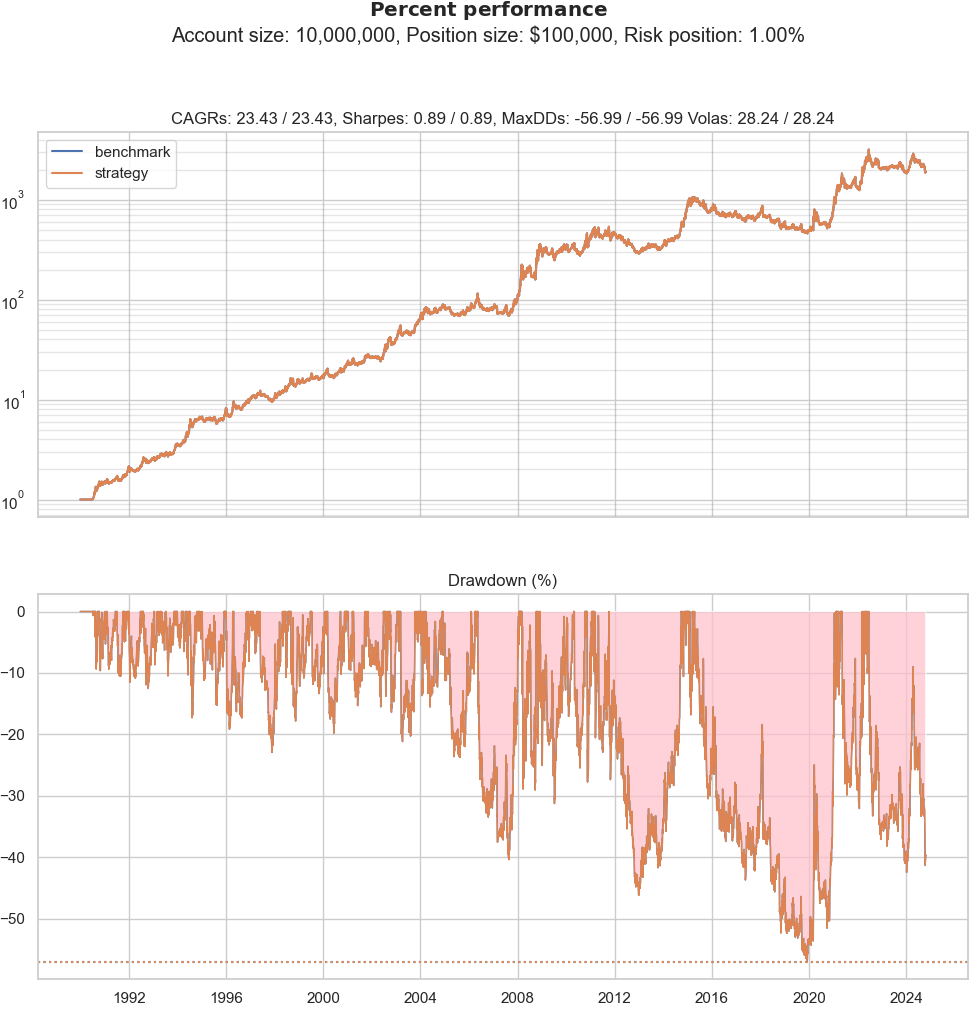 Percent performance
Account size: 10,000,000, Position size: $100,000, Risk position: 1.00%
CAGRs: 23.43 / 23.43, Sharpes: 0.89 / 0.89, MaxDDs: -56.99 / -56.99 Volas: 28.24 / 28.24
benchmark
strategy
10³
10²
10¹
10⁰
Drawdown (%)
0
−10
−20
−30
−40
−50
1992 1996 2000 2004 2008 2012 2016 2020 2024